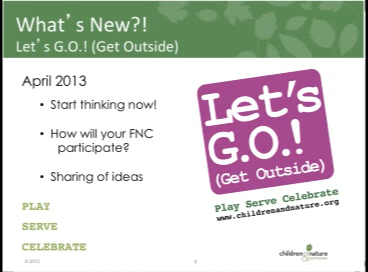 What's New?!
Let's G.O.! (Get Outside)
April 2013
• Start thinking now!
• How will your FNC
participate?
• Sharing of ideas
PLAY
SERVE
CELEBRATE
Let's
G.O.!
(Get Outside)
Play Serve Celebrate
www.childrenandnature.org
© 2012
children&nature